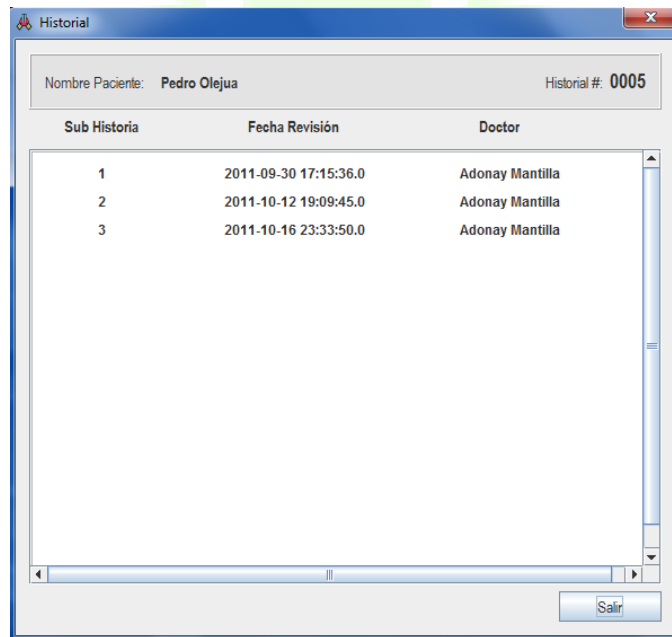 Historial
Nombre Paciente: Pedro Olejua Historial #: 0005
Sub Historia Fecha Revisión Doctor
1 2011-09-30 17:15:36.0 Adonay Mantilla
2 2011-10-12 19:09:45.0 Adonay Mantilla
3 2011-10-16 23:33:50.0 Adonay Mantilla
Salir